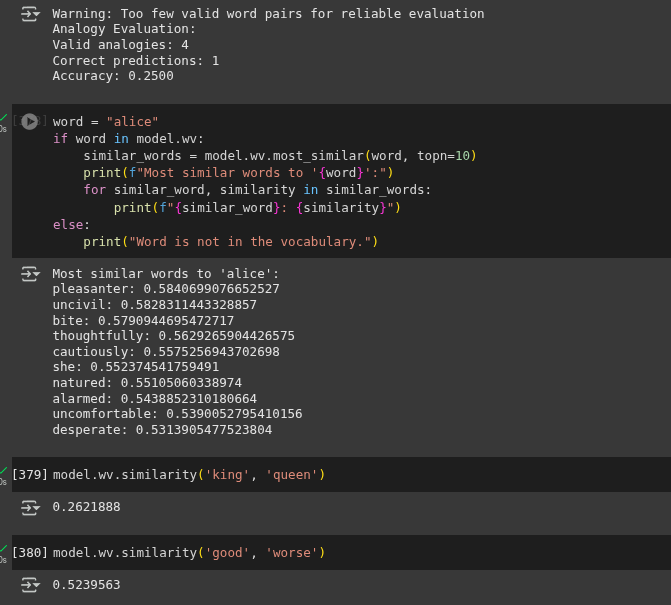 Warning: Too few valid word pairs for reliable evaluation
Analogy Evaluation:
Valid analogies: 4
Correct predictions: 1
Accuracy: 0.2500
word = "alice"
if word in model.wv:
    similar_words = model.wv.most_similar(word, topn=10)
    print(f"Most similar words to '{word}':")
    for similar_word, similarity in similar_words:
        print(f"{similar_word}: {similarity}")
else:
    print("Word is not in the vocabulary.")
Most similar words to 'alice':
pleasanter: 0.5840699076652527
uncivil: 0.5828311443328857
bite: 0.5790944695472717
thoughtfully: 0.5629265904426575
cautiously: 0.5575256943702698
she: 0.552374541759491
natured: 0.55105060338974
alarmed: 0.5438852310180664
uncomfortable: 0.5390052795410156
desperate: 0.5313905477523804
[379] model.wv.similarity('king', 'queen')
0.2621888
[380] model.wv.similarity('good', 'worse')
0.5239563